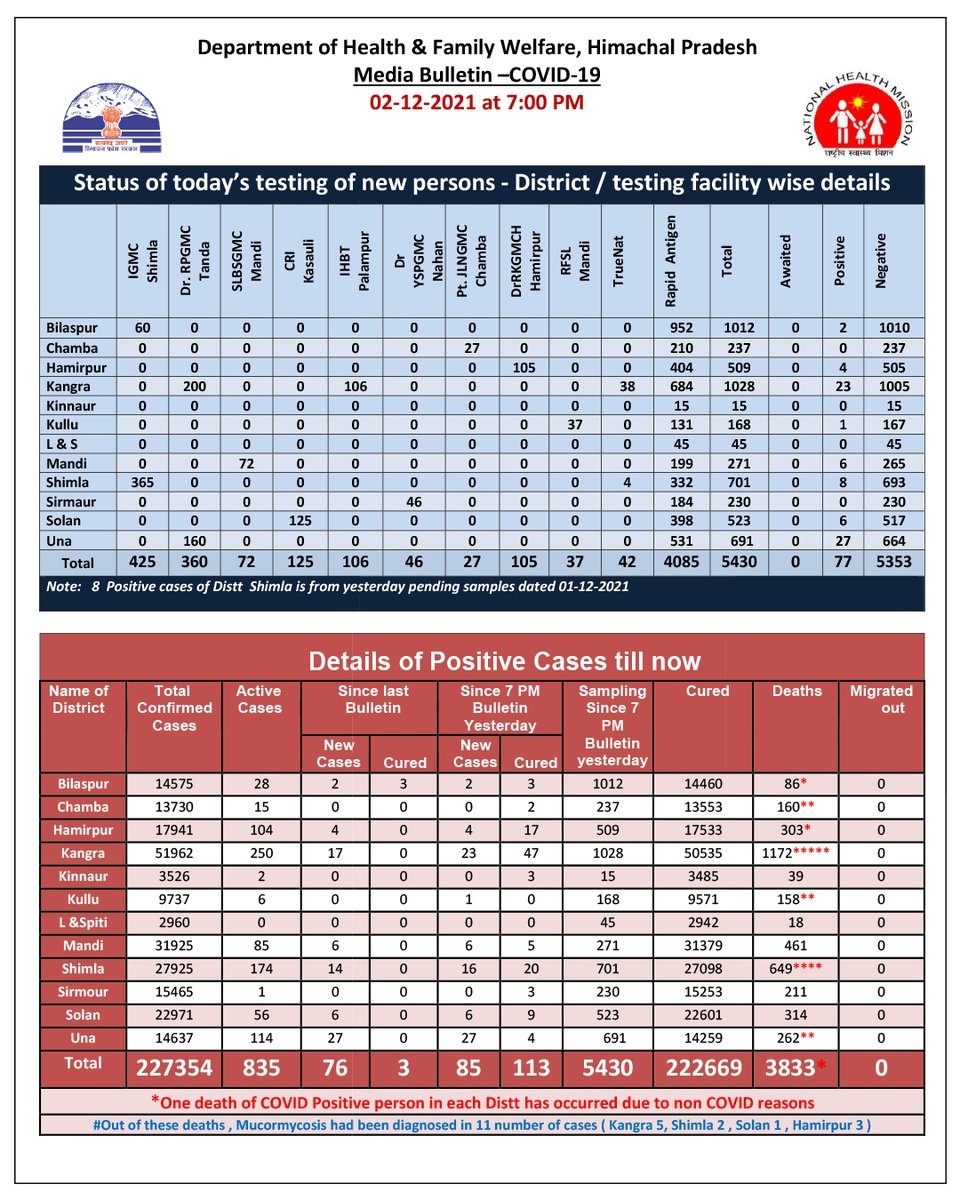 Department of Health & Family Welfare, Himachal Pradesh
Media Bulletin –COVID-19
02-12-2021 at 7:00 PM
NATIONAL HEALTH MISSION
राष्ट्रीय स्वास्थ्य मिशन
सत्यमेव जयते
हिमाचल प्रदेश सरकार
Status of today's testing of new persons - District / testing facility wise details
IGMC Shimla Dr. RPGMC Tanda SLBSGMC Mandi CRI Kasauli IHBT Palampur Dr YSPGMC Nahan Pt. JLNGMC Chamba DrRKGMCH Hamirpur RFSL Mandi TrueNat Rapid Antigen Total Awaited Positive Negative
Bilaspur 60 0 0 0 0 0 0 0 0 0 952 1012 0 2 1010
Chamba 0 0 0 0 0 0 27 0 0 0 210 237 0 0 237
Hamirpur 0 0 0 0 0 0 0 105 0 0 404 509 0 4 505
Kangra 0 200 0 0 106 0 0 0 0 38 684 1028 0 23 1005
Kinnaur 0 0 0 0 0 0 0 0 0 0 15 15 0 0 15
Kullu 0 0 0 0 0 0 0 0 37 0 131 168 0 1 167
L & S 0 0 0 0 0 0 0 0 0 0 45 45 0 0 45
Mandi 0 0 72 0 0 0 0 0 0 0 199 271 0 6 265
Shimla 365 0 0 0 0 0 0 0 0 4 332 701 0 8 693
Sirmaur 0 0 0 0 0 46 0 0 0 0 184 230 0 0 230
Solan 0 0 0 125 0 0 0 0 0 0 398 523 0 6 517
Una 0 160 0 0 0 0 0 0 0 0 531 691 0 27 664
Total 425 360 72 125 106 46 27 105 37 42 4085 5430 0 77 5353
Note: 8 Positive cases of Distt Shimla is from yesterday pending samples dated 01-12-2021
Details of Positive Cases till now
Name of District Total Confirmed Cases Active Cases Since last Bulletin Since 7 PM Bulletin Yesterday Sampling Since 7 PM Bulletin yesterday Cured Deaths Migrated out
New Cases Cured New Cases Cured
Bilaspur 14575 28 2 3 2 3 1012 14460 86* 0
Chamba 13730 15 0 0 0 2 237 13553 160** 0
Hamirpur 17941 104 4 0 4 17 509 17533 303* 0
Kangra 51962 250 17 0 23 47 1028 50535 1172***** 0
Kinnaur 3526 2 0 0 0 3 15 3485 39 0
Kullu 9737 6 0 0 1 0 168 9571 158** 0
L &Spiti 2960 0 0 0 0 0 45 2942 18 0
Mandi 31925 85 6 0 6 5 271 31379 461 0
Shimla 27925 174 14 0 16 20 701 27098 649**** 0
Sirmour 15465 1 0 0 0 3 230 15253 211 0
Solan 22971 56 6 0 6 9 523 22601 314 0
Una 14637 114 27 0 27 4 691 14259 262** 0
Total 227354 835 76 3 85 113 5430 222669 3833* 0
*One death of COVID Positive person in each Distt has occurred due to non COVID reasons
#Out of these deaths , Mucormycosis had been diagnosed in 11 number of cases ( Kangra 5, Shimla 2 , Solan 1 , Hamirpur 3 )